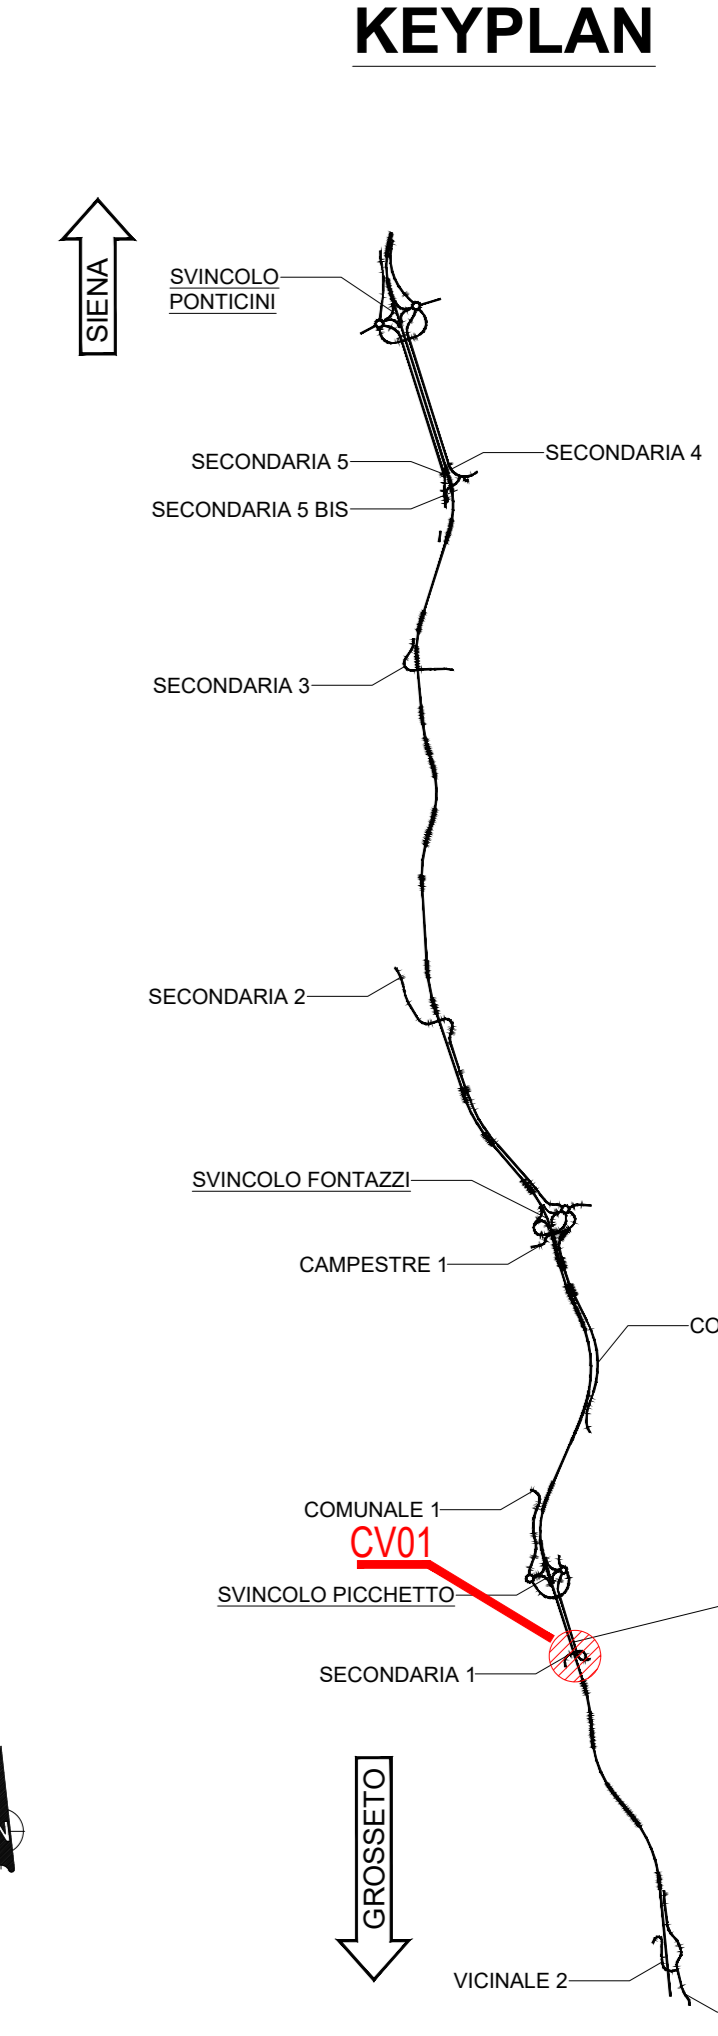 KEYPLAN
SIENA
SVINCOLO
PONTICINI
SECONDARIA 4
SECONDARIA 5
SECONDARIA 5 BIS
SECONDARIA 3
SECONDARIA 2
SVINCOLO FONTAZZI
CAMPESTRE 1
CO
COMUNALE 1
CV01
SVINCOLO PICCHETTO
SECONDARIA 1
GROSSETO
VICINALE 2